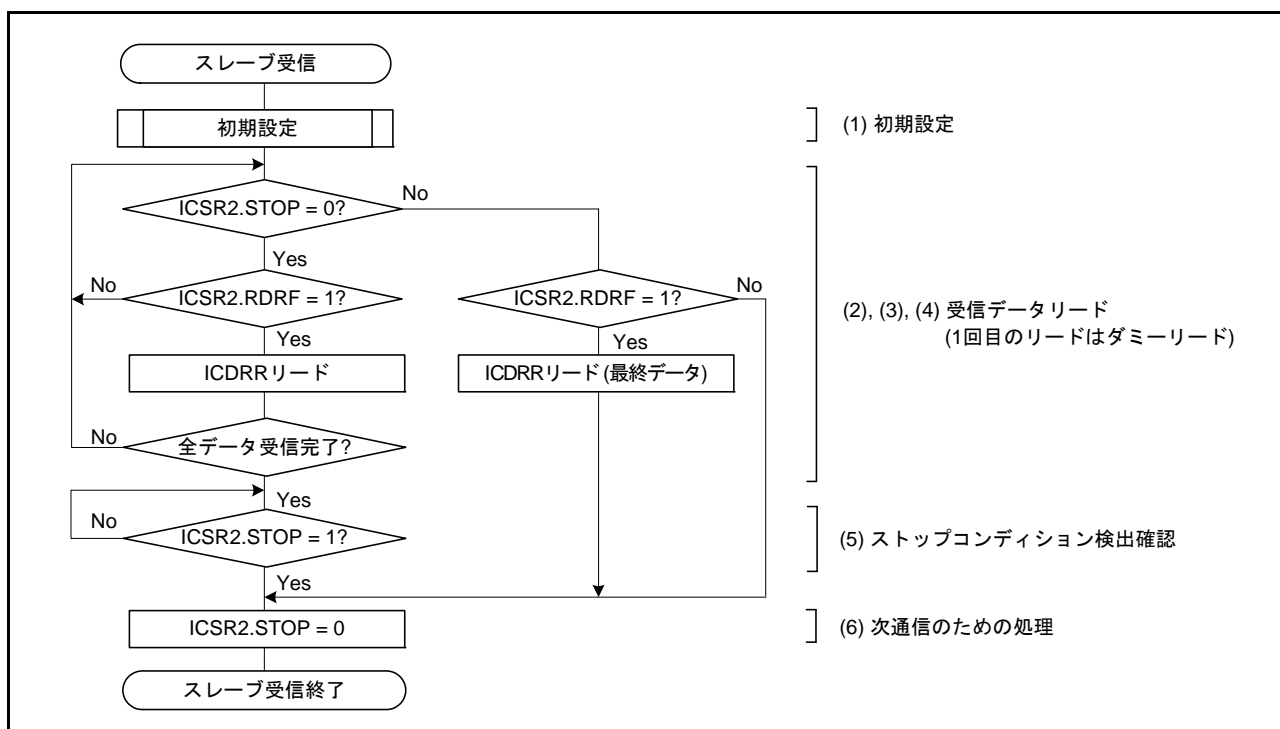 スレーブ受信
初期設定
(1) 初期設定
ICSR2.STOP = 0?
No
Yes
No
ICSR2.RDRF = 1?
Yes
ICDRRリード
No
全データ受信完了?
Yes
ICSR2.RDRF = 1?
No
Yes
ICDRRリード (最終データ)
(2), (3), (4) 受信データリード
(1回目のリードはダミーリード)
No
ICSR2.STOP = 1?
Yes
(5) ストップコンディション検出確認
ICSR2.STOP = 0
(6) 次通信のための処理
スレーブ受信終了